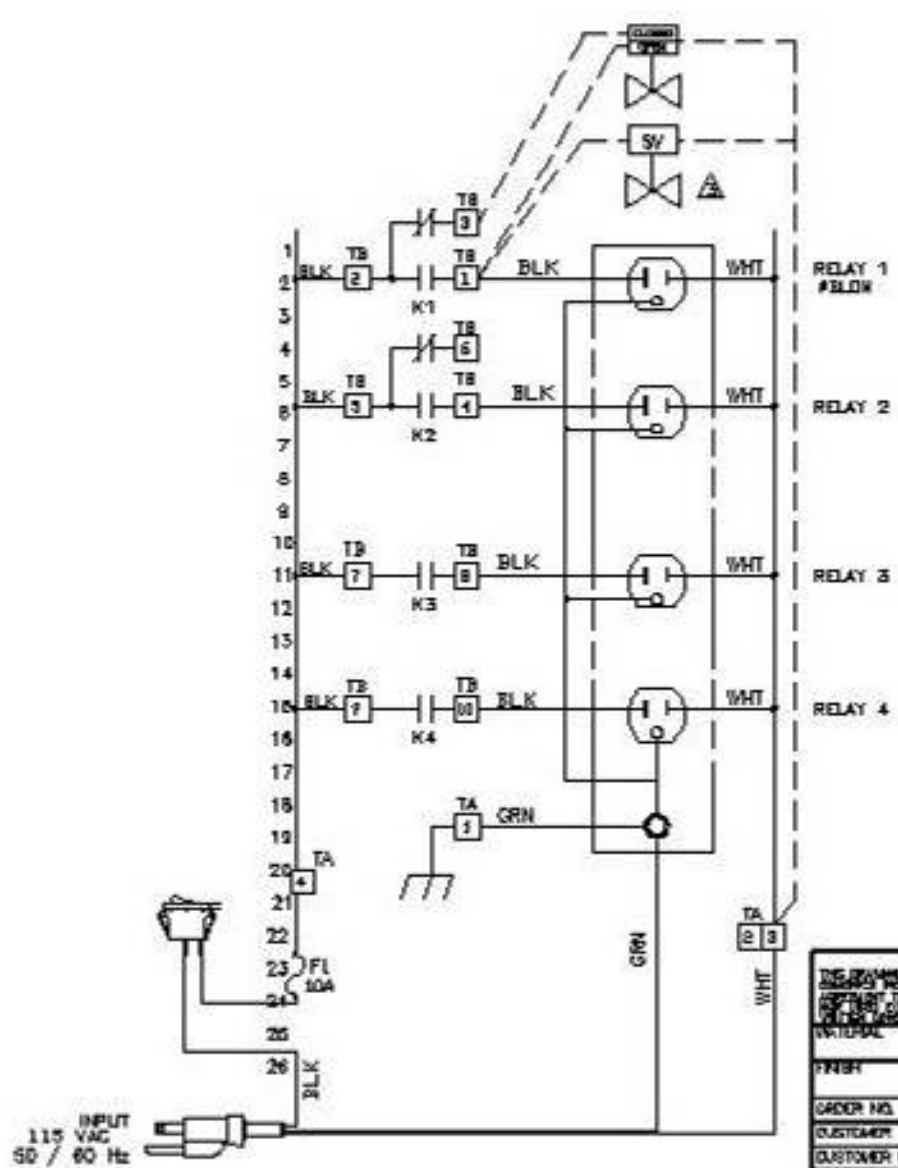 CLOSED
OPEN
SV
3
TB
3
1
TB
TB
BLK
2
1
BLK
WHT
RELAY 1
2
K1
3
TB
4
5
TB
TB
BLK
4
BLK
WHT
RELAY 2
6
K2
7
8
9
10
TB
TB
11
BLK
7
8
BLK
WHT
RELAY 3
12
K3
13
14
TB
TB
15
BLK
9
10
BLK
WHT
RELAY 4
16
K4
17
18
TA
GRN
1
19
20
TA
4
21
TA
22
2 3
GRN
23
F1
10A
24
WHT
25
26
BLK
MATERIAL
FINISH
ORDER NO.
CUSTOMER
CUSTOMER
INPUT
115 VAC
50 / 60 Hz